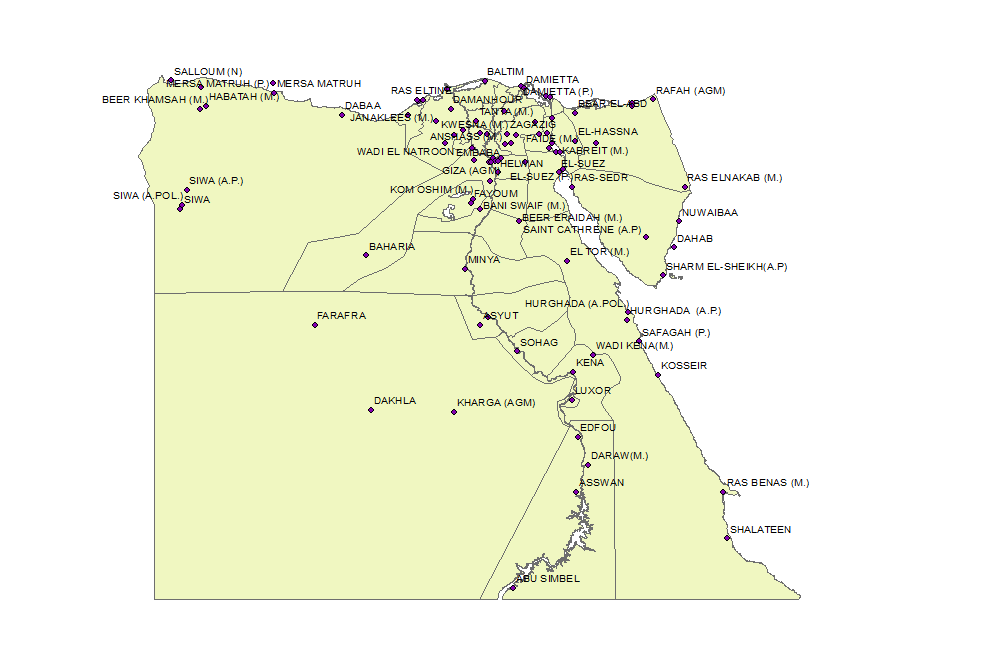 BALTIM
SALLOUM (N)
DAMIETTA
MERSA MATRUH (P.)
MERSA MATRUH
RAS ELTIN
DAMIETTA (P.)
RAFAH (AGM)
BEER KHAMSAH (M.)
HABATAH (M.)
DABAA
DAMANHOUR
BEAR EL-ABD
JANAKLEES (M.)
TANTA (M.)
KWESNA (M.)
ZAGAZIG
EL-HASSNA
ANSHASS (M.)
FAIDE (M.)
WADI EL NATROON
EMBABA
KABREIT (M.)
GIZA (AGM)
HELWAN
EL-SUEZ
EL-SUEZ (P.)
RAS-SEDR
RAS ELNAKAB (M.)
SIWA (A.P.)
KOM OSHIM (M.)
FAYOUM
SIWA (A.POL.)
SIWA
BANI SWAIF (M.)
NUWAIBAA
BEER ERAIDAH (M.)
SAINT CATHRENE (A.P)
DAHAB
BAHARIA
EL TOR (M.)
MINYA
SHARM EL-SHEIKH(A.P)
HURGHADA (A.POL.)
HURGHADA (A.P.)
FARAFRA
ASYUT
SAFAGAH (P.)
SOHAG
WADI KENA(M.)
KENA
KOSSEIR
LUXOR
DAKHLA
KHARGA (AGM)
EDFOU
DARAW(M.)
ASSWAN
RAS BENAS (M.)
SHALATEEN
ABU SIMBEL